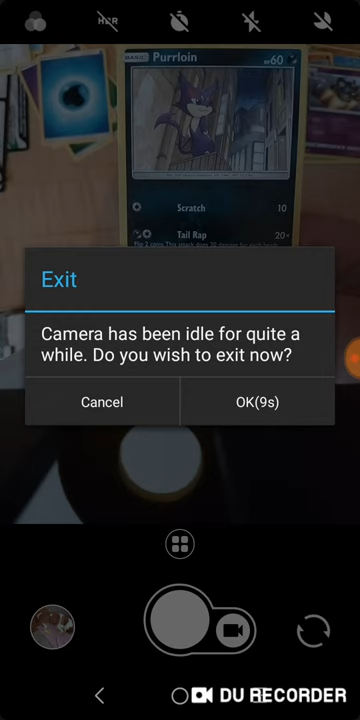 HDR
BASIC Purrloin HP60
Scratch 10
Tail Rap 20×
Exit
Camera has been idle for quite a
while. Do you wish to exit now?
Cancel OK(9s)
DU RECORDER